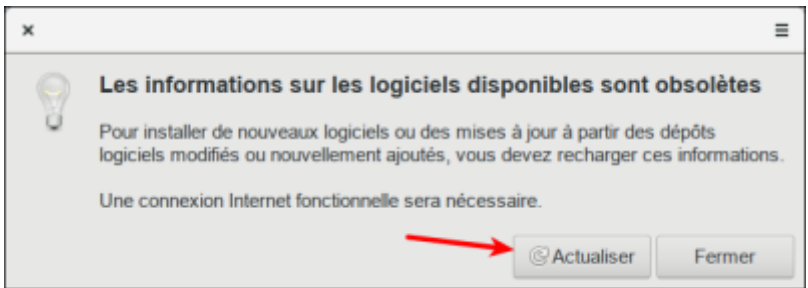 Les informations sur les logiciels disponibles sont obsolètes
Pour installer de nouveaux logiciels ou des mises à jour à partir des dépôts
logiciels modifiés ou nouvellement ajoutés, vous devez recharger ces informations.
Une connexion Internet fonctionnelle sera nécessaire.
Actualiser
Fermer